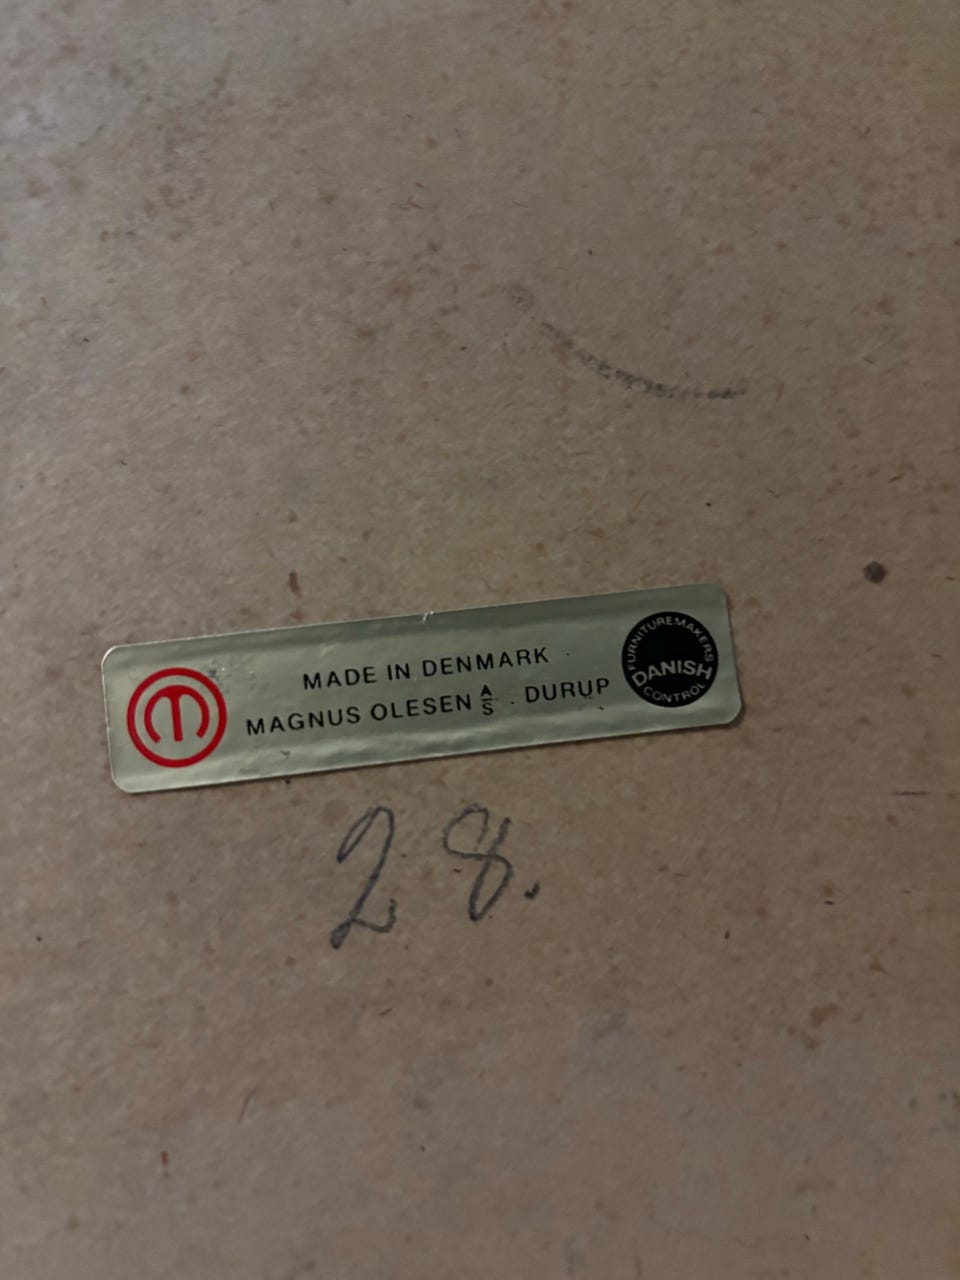 MADE IN DENMARK
MAGNUS OLESEN A/S . DURUP
FURNITUREMAKERS
DANISH
CONTROL
28.